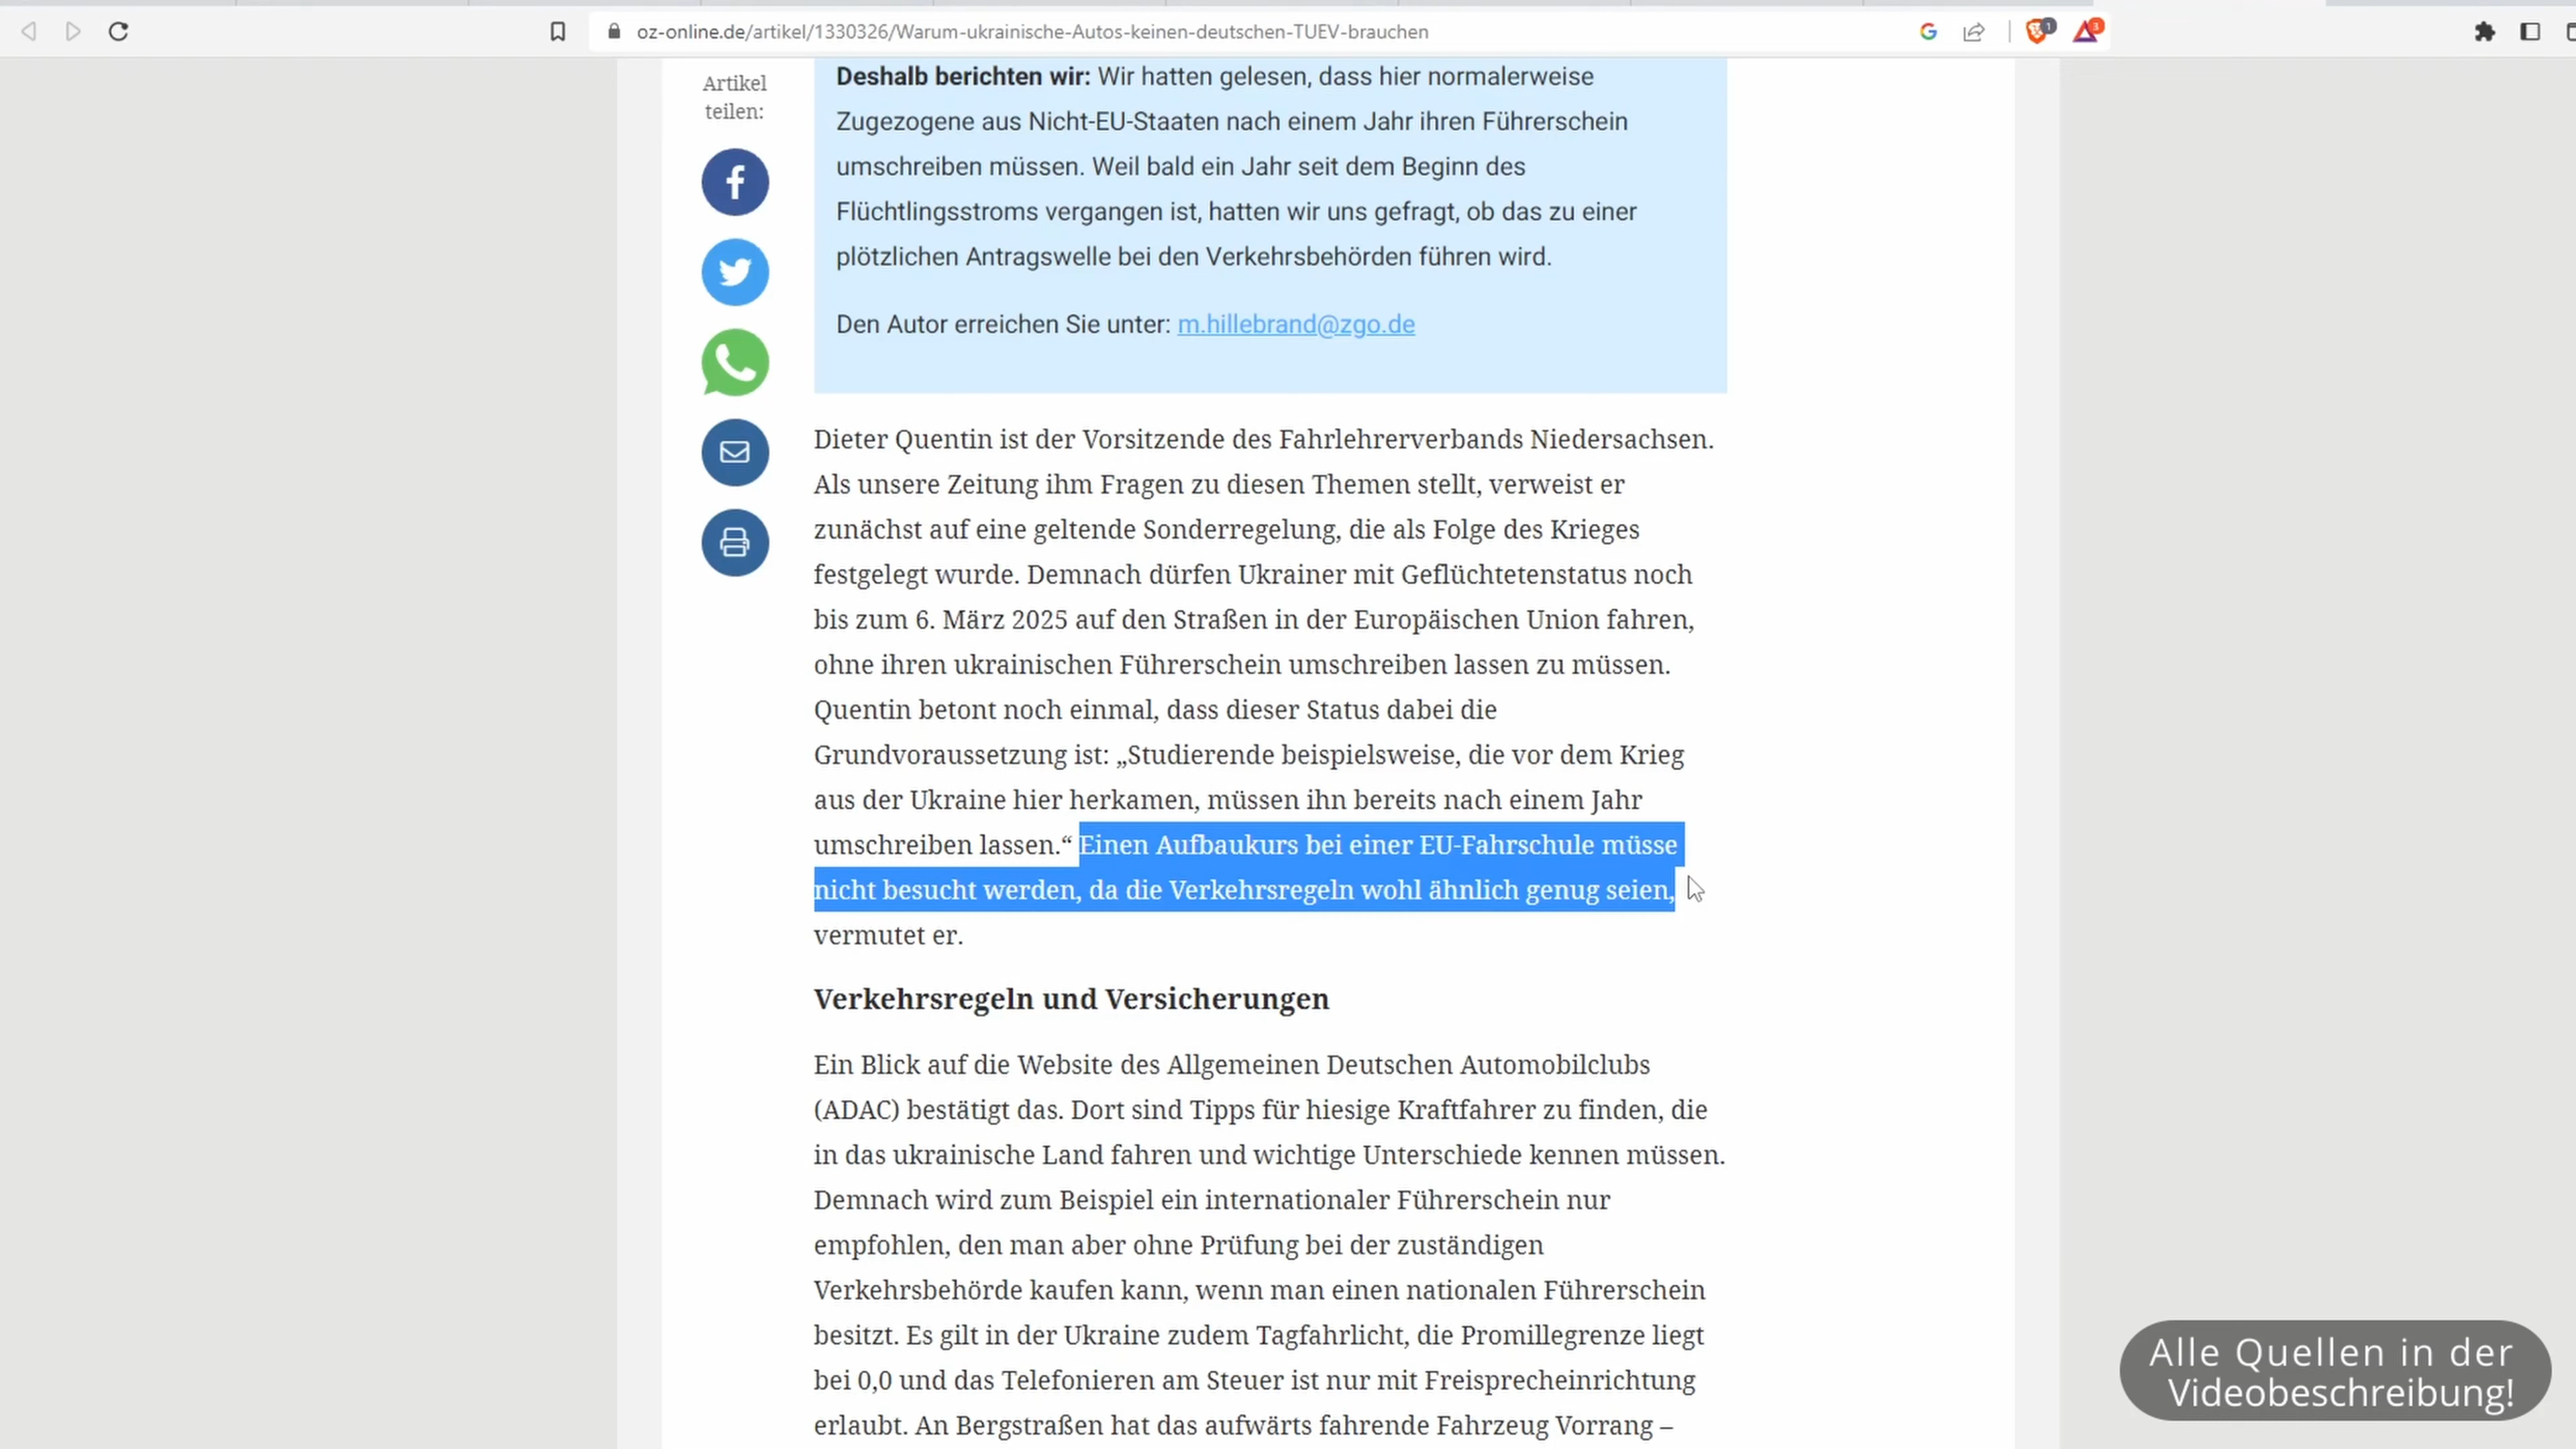 oz-online.de/artikel/1330326/Warum-ukrainische-Autos-keinen-deutschen-TUEV-brauchen
1
3
Artikel
teilen:
Deshalb berichten wir: Wir hatten gelesen, dass hier normalerweise
Zugezogene aus Nicht-EU-Staaten nach einem Jahr ihren Führerschein
umschreiben müssen. Weil bald ein Jahr seit dem Beginn des
Flüchtlingsstroms vergangen ist, hatten wir uns gefragt, ob das zu einer
plötzlichen Antragswelle bei den Verkehrsbehörden führen wird.
Den Autor erreichen Sie unter: m.hillebrand@zgo.de
Dieter Quentin ist der Vorsitzende des Fahrlehrerverbands Niedersachsen.
Als unsere Zeitung ihm Fragen zu diesen Themen stellt, verweist er
zunächst auf eine geltende Sonderregelung, die als Folge des Krieges
festgelegt wurde. Demnach dürfen Ukrainer mit Geflüchtetenstatus noch
bis zum 6. März 2025 auf den Straßen in der Europäischen Union fahren,
ohne ihren ukrainischen Führerschein umschreiben lassen zu müssen.
Quentin betont noch einmal, dass dieser Status dabei die
Grundvoraussetzung ist: „Studierende beispielsweise, die vor dem Krieg
aus der Ukraine hier herkamen, müssen ihn bereits nach einem Jahr
umschreiben lassen.“ Einen Aufbaukurs bei einer EU-Fahrschule müsse
nicht besucht werden, da die Verkehrsregeln wohl ähnlich genug seien,
vermutet er.
Verkehrsregeln und Versicherungen
Ein Blick auf die Website des Allgemeinen Deutschen Automobilclubs
(ADAC) bestätigt das. Dort sind Tipps für hiesige Kraftfahrer zu finden, die
in das ukrainische Land fahren und wichtige Unterschiede kennen müssen.
Demnach wird zum Beispiel ein internationaler Führerschein nur
empfohlen, den man aber ohne Prüfung bei der zuständigen
Verkehrsbehörde kaufen kann, wenn man einen nationalen Führerschein
besitzt. Es gilt in der Ukraine zudem Tagfahrlicht, die Promillegrenze liegt
bei 0,0 und das Telefonieren am Steuer ist nur mit Freisprecheinrichtung
erlaubt. An Bergstraßen hat das aufwärts fahrende Fahrzeug Vorrang –
Alle Quellen in der
Videobeschreibung!